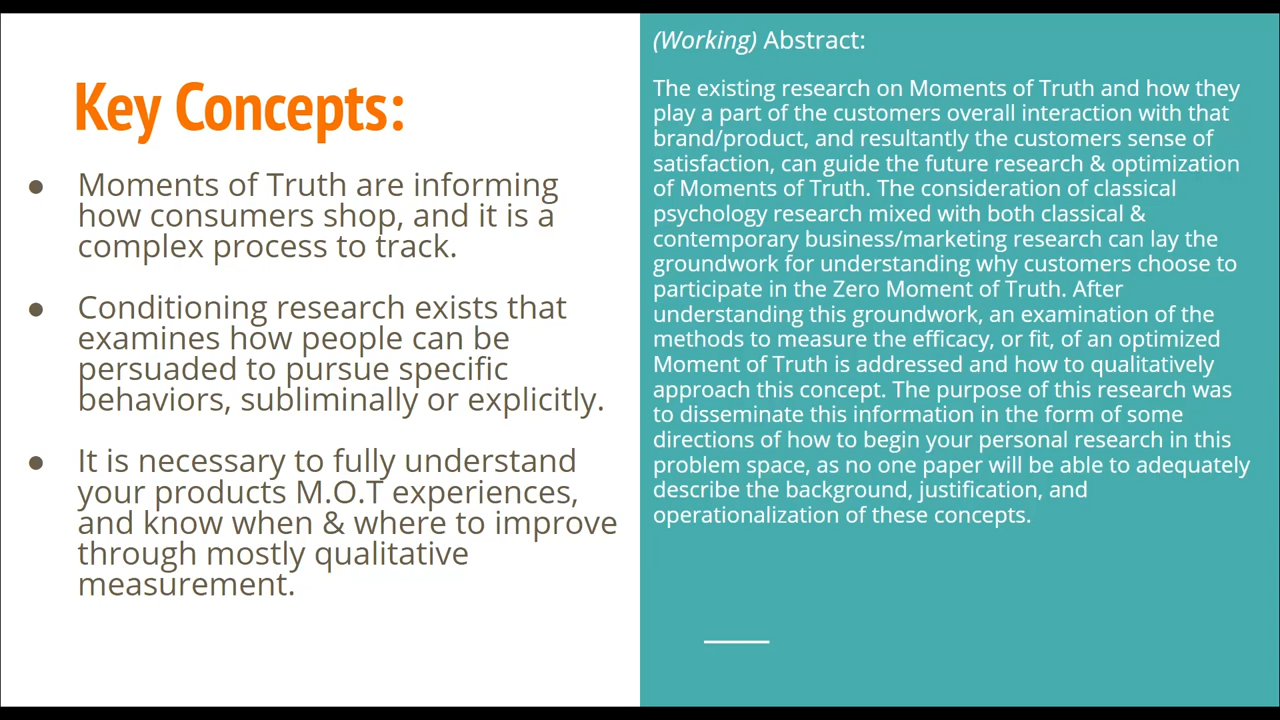 Key Concepts:
● Moments of Truth are informing
how consumers shop, and it is a
complex process to track.
● Conditioning research exists that
examines how people can be
persuaded to pursue specific
behaviors, subliminally or explicitly.
● It is necessary to fully understand
your products M.O.T experiences,
and know when & where to improve
through mostly qualitative
measurement.
(Working) Abstract:
The existing research on Moments of Truth and how they
play a part of the customers overall interaction with that
brand/product, and resultantly the customers sense of
satisfaction, can guide the future research & optimization
of Moments of Truth. The consideration of classical
psychology research mixed with both classical &
contemporary business/marketing research can lay the
groundwork for understanding why customers choose to
participate in the Zero Moment of Truth. After
understanding this groundwork, an examination of the
methods to measure the efficacy, or fit, of an optimized
Moment of Truth is addressed and how to qualitatively
approach this concept. The purpose of this research was
to disseminate this information in the form of some
directions of how to begin your personal research in this
problem space, as no one paper will be able to adequately
describe the background, justification, and
operationalization of these concepts.